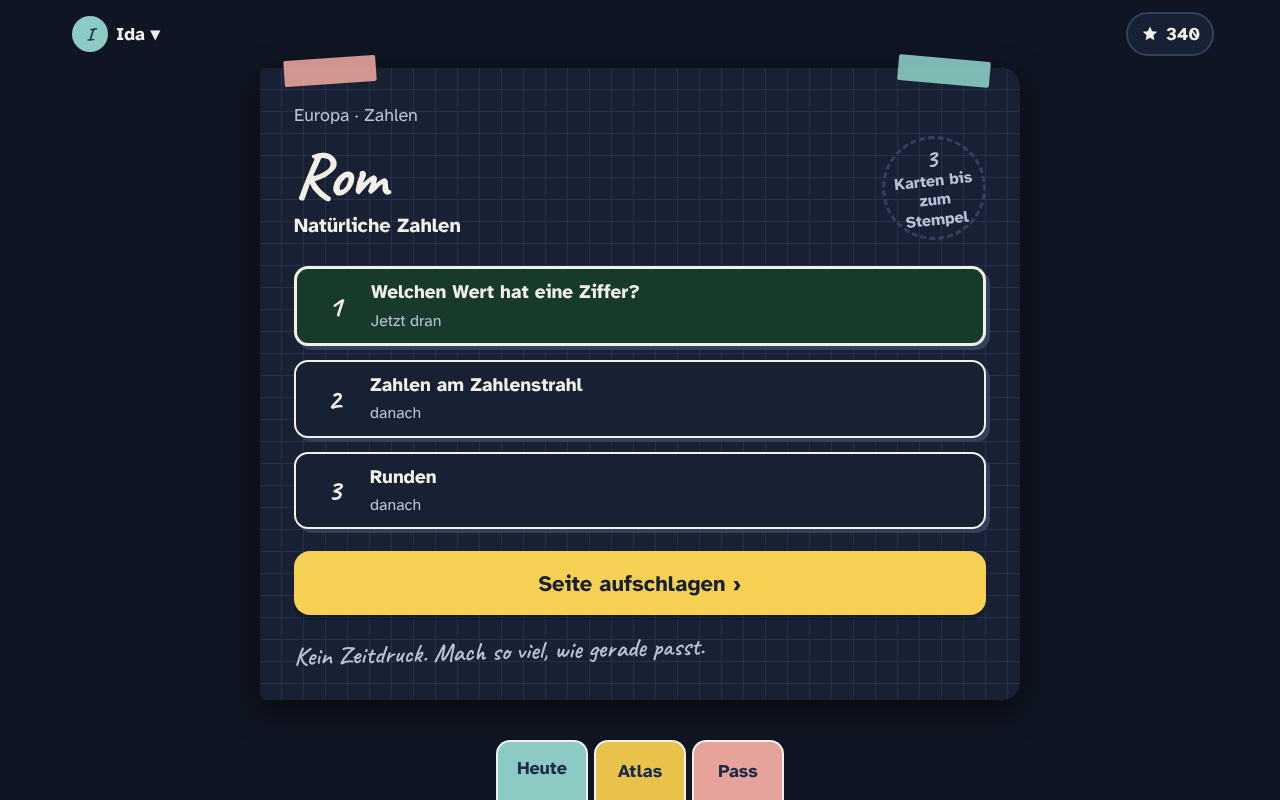 I Ida ▾ ★ 340
Europa · Zahlen
Rom
Natürliche Zahlen
3
Karten bis
zum
Stempel
1 Welchen Wert hat eine Ziffer?
Jetzt dran
2 Zahlen am Zahlenstrahl
danach
3 Runden
danach
Seite aufschlagen ›
Kein Zeitdruck. Mach so viel, wie gerade passt.
Heute Atlas Pass